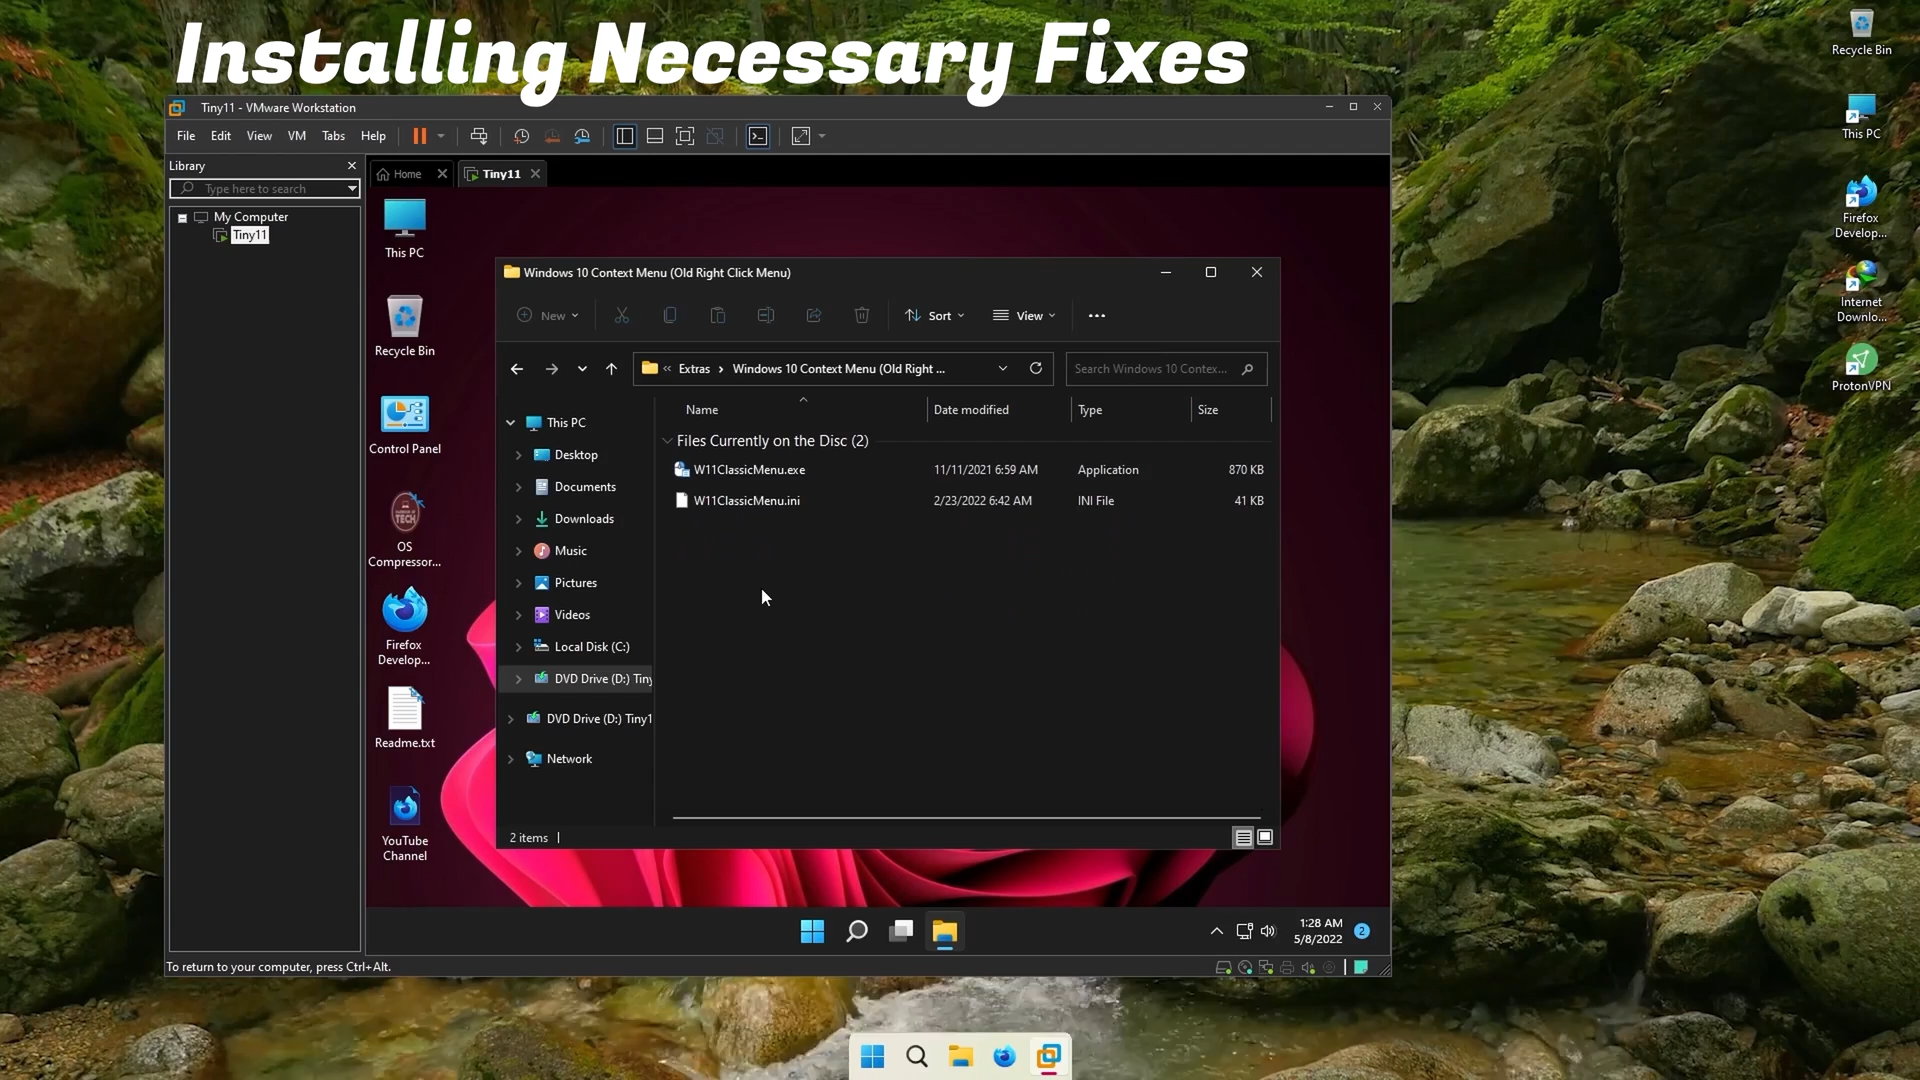 Installing Necessary Fixes
Recycle Bin
This PC
Firefox
Develop...
Internet
Downlo...
ProtonVPN
Tiny11 - VMware Workstation
File Edit View VM Tabs Help
Library
Type here to search
My Computer
Tiny11
Home
Tiny11
This PC
Recycle Bin
Control Panel
OS
Compressor...
Firefox
Develop...
Readme.txt
YouTube
Channel
Windows 10 Context Menu (Old Right Click Menu)
New Sort View
Extras Windows 10 Context Menu (Old Right ...
Search Windows 10 Contex...
Name Date modified Type Size
Files Currently on the Disc (2)
W11ClassicMenu.exe 11/11/2021 6:59 AM Application 870 KB
W11ClassicMenu.ini 2/23/2022 6:42 AM INI File 41 KB
This PC
Desktop
Documents
Downloads
Music
Pictures
Videos
Local Disk (C:)
DVD Drive (D:) Tiny
DVD Drive (D:) Tiny1
Network
2 items
1:28 AM
5/8/2022
2
To return to your computer, press Ctrl+Alt.